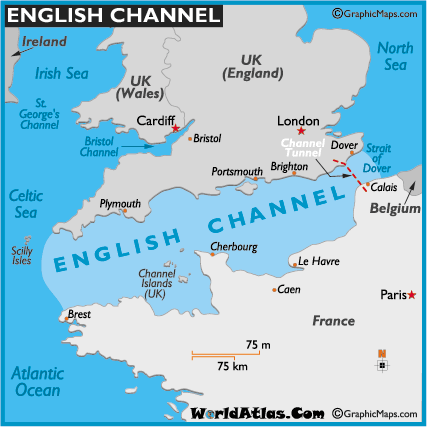 ENGLISH CHANNEL
©GraphicMaps.com
Ireland
North
Sea
Irish Sea
UK
(England)
UK
(Wales)
St.
George's
Channel
Cardiff
London
Bristol
Bristol
Channel
Channel
Tunnel
Dover
Strait
of
Dover
Portsmouth
Brighton
Calais
Celtic
Sea
Plymouth
Belgium
ENGLISH CHANNEL
Scilly
Isles
Cherbourg
Le Havre
Channel
Islands
(UK)
Caen
Paris
Brest
France
75 m
75 km
N
Atlantic
Ocean
WorldAtlas.Com
©GraphicMaps.com